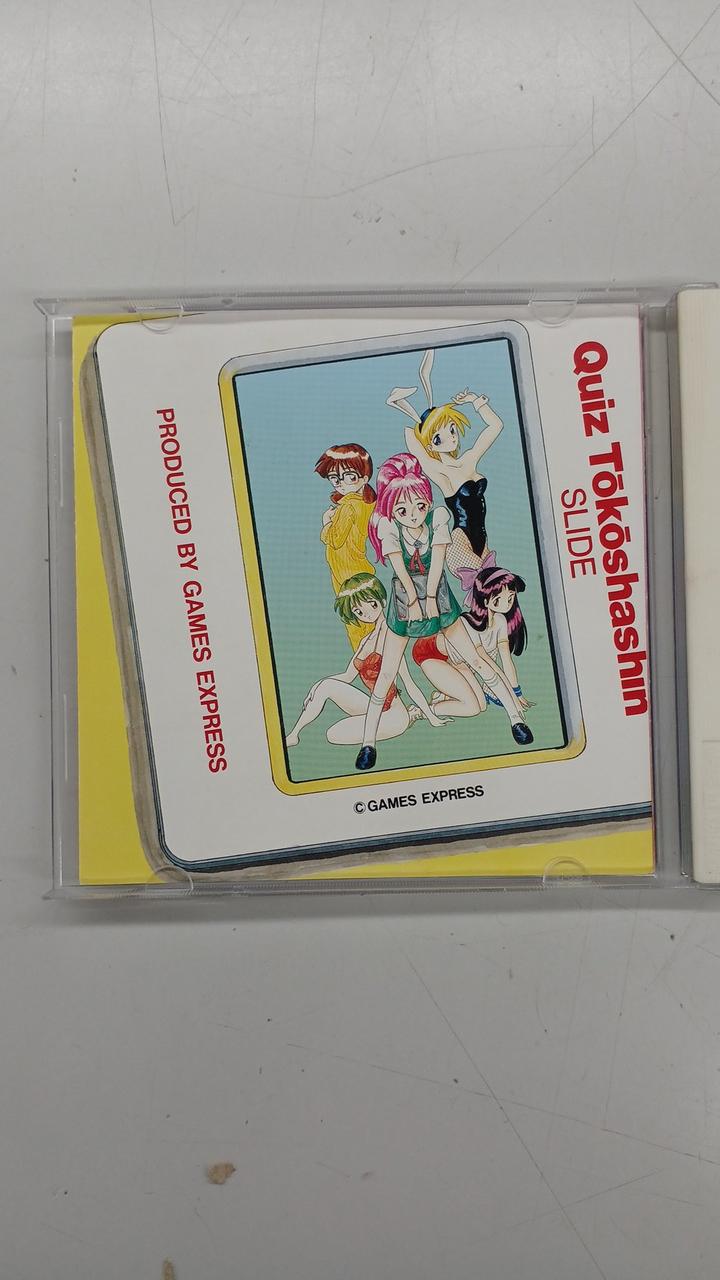 Quiz Tōkōshashin
SLIDE
PRODUCED BY GAMES EXPRESS
© GAMES EXPRESS